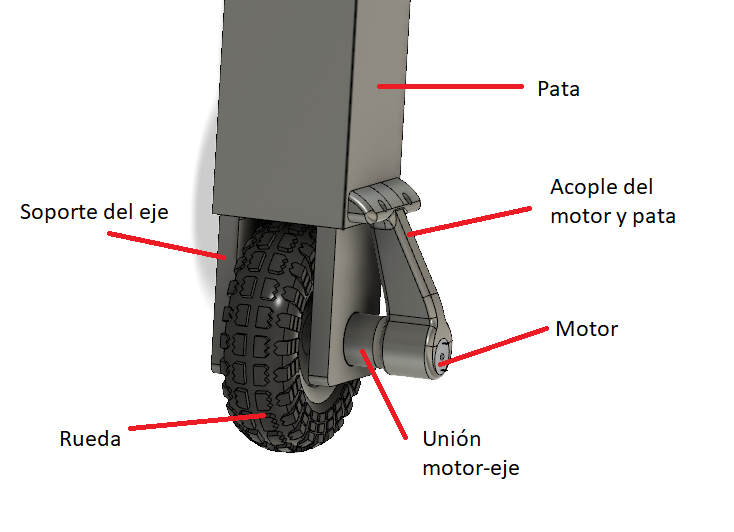 Pata
Acople del
motor y pata
Soporte del eje
Motor
Rueda
Unión
motor-eje